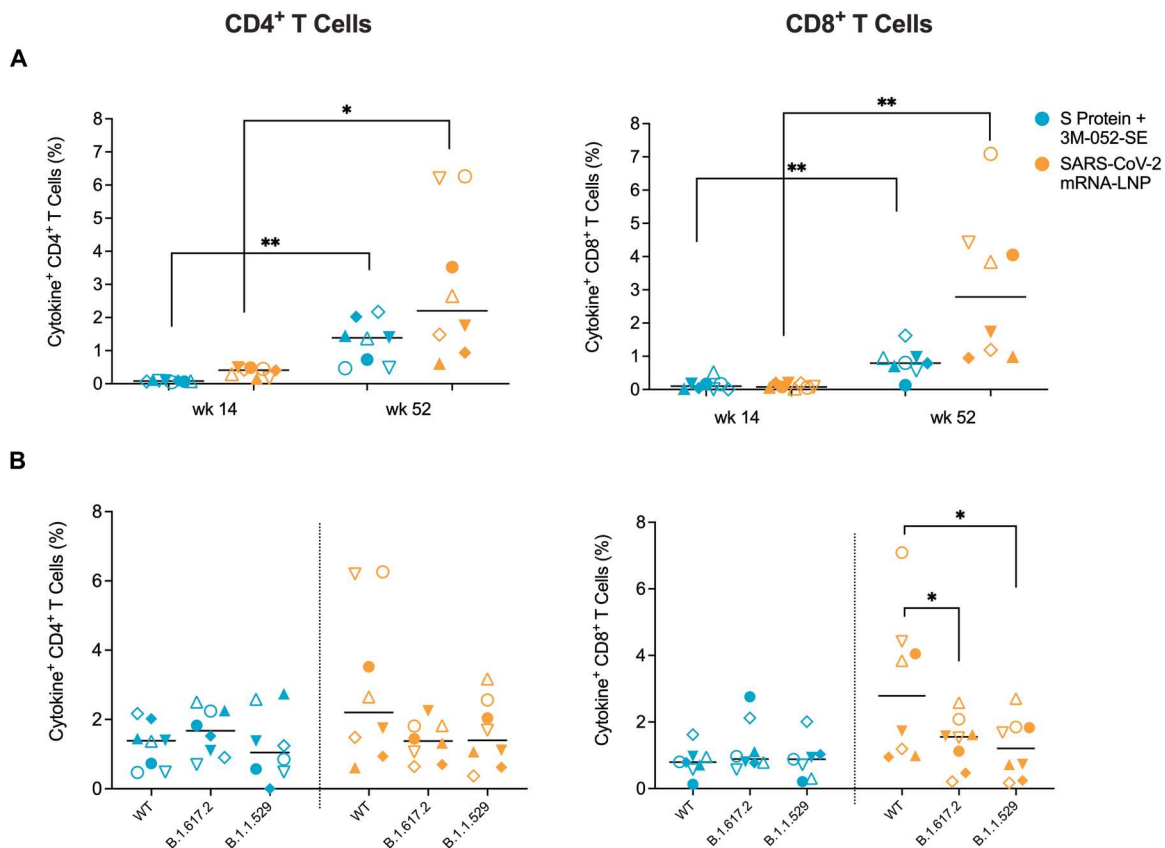 CD4⁺ T Cells
CD8⁺ T Cells
A
Cytokine⁺ CD4⁺ T Cells (%)
8
7
6
5
4
3
2
1
0
**
*
wk 14
wk 52
Cytokine⁺ CD8⁺ T Cells (%)
8
7
6
5
4
3
2
1
0
**
**
wk 14
wk 52
S Protein +
3M-052-SE
SARS-CoV-2
mRNA-LNP
B
Cytokine⁺ CD4⁺ T Cells (%)
8
6
4
2
0
WT
B.1.617.2
B.1.1.529
WT
B.1.617.2
B.1.1.529
Cytokine⁺ CD8⁺ T Cells (%)
8
6
4
2
0
*
*
WT
B.1.617.2
B.1.1.529
WT
B.1.617.2
B.1.1.529